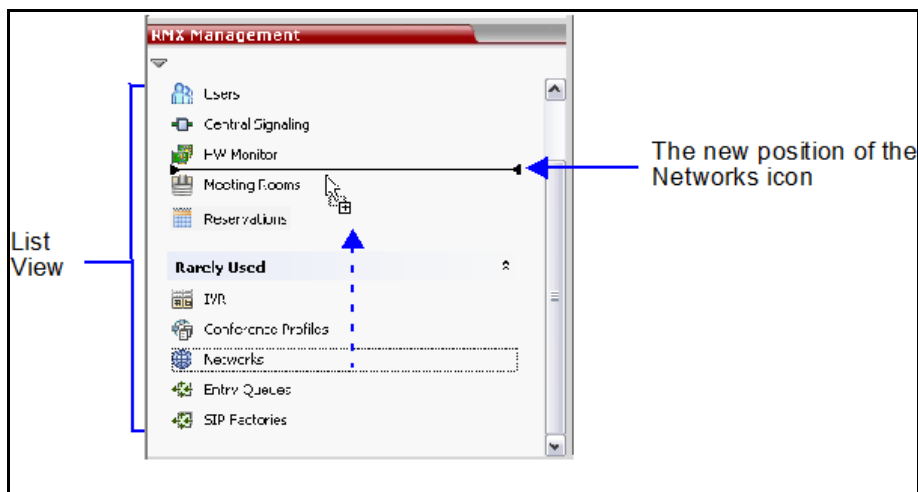 RMX Management
Users
Central Signaling
HW Monitor
Meeting Rooms
Reservations
Rarely Used
IVR
Conference Profiles
Networks
Entry Queues
SIP Factories
List
View
The new position of the
Networks icon